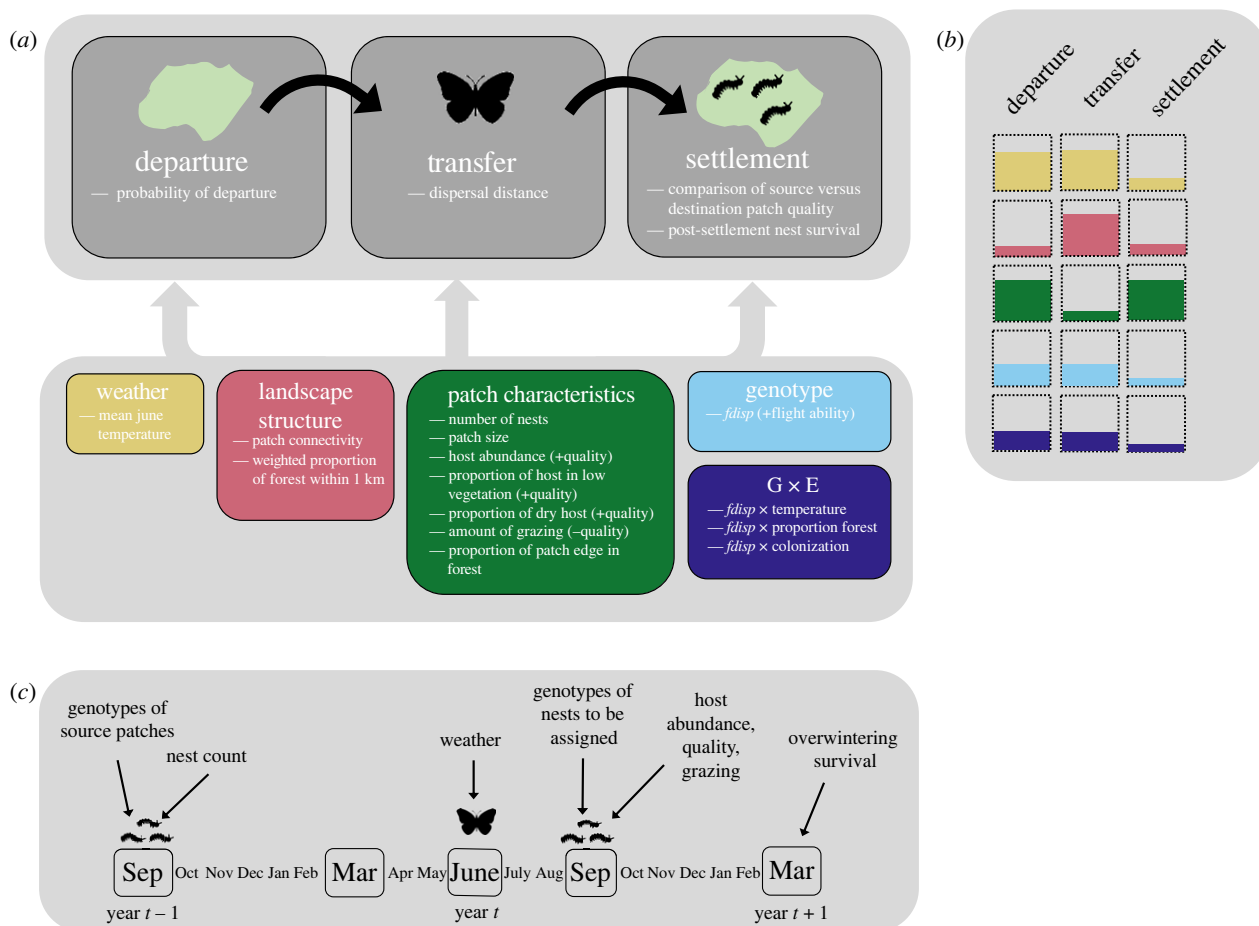 (a)
departure
— probability of departure
transfer
— dispersal distance
settlement
— comparison of source versus
destination patch quality
— post-settlement nest survival
weather
— mean june
temperature
landscape
structure
— patch connectivity
— weighted proportion
of forest within 1 km
patch characteristics
— number of nests
— patch size
— host abundance (+quality)
— proportion of host in low
vegetation (+quality)
— proportion of dry host (+quality)
— amount of grazing (–quality)
— proportion of patch edge in
forest
genotype
— fdisp (+flight ability)
G × E
— fdisp × temperature
— fdisp × proportion forest
— fdisp × colonization
(b)
departure
transfer
settlement
(c)
genotypes of
source patches
nest count
weather
genotypes of
nests to be
assigned
host
abundance,
quality,
grazing
overwintering
survival
Sep Oct Nov Dec Jan Feb Mar Apr May June July Aug Sep Oct Nov Dec Jan Feb Mar
year t – 1 year t year t + 1